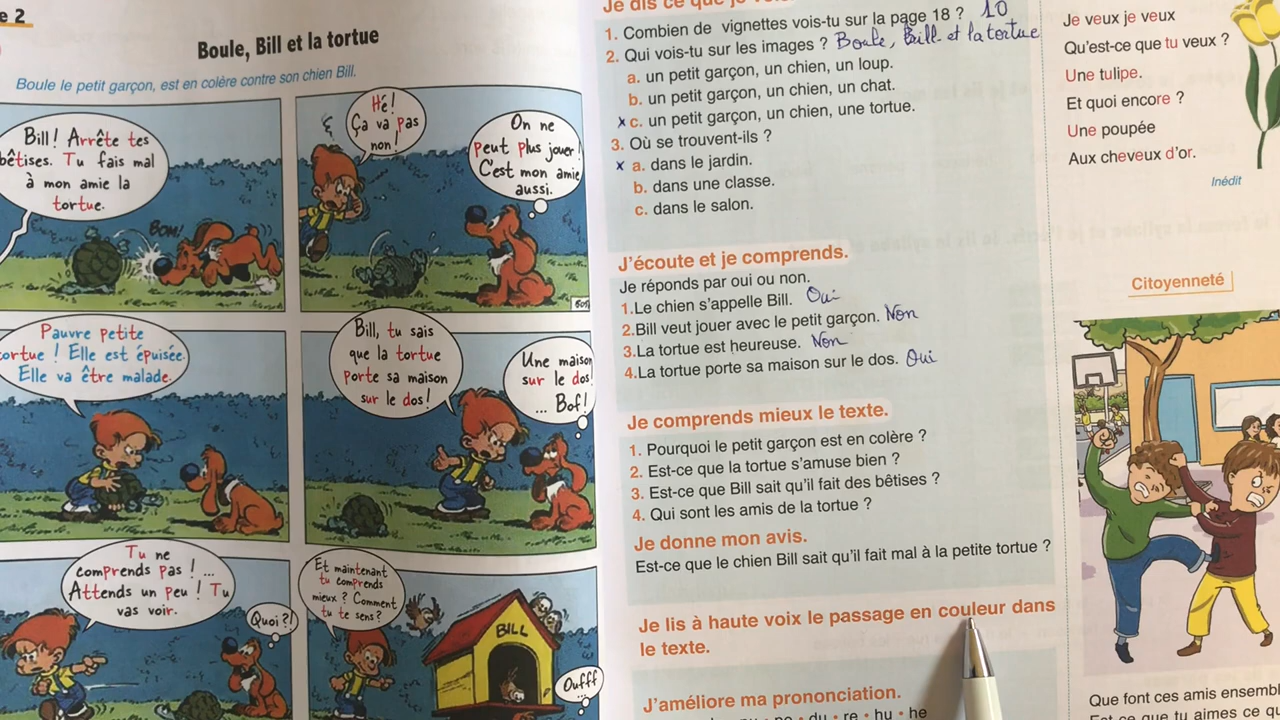 e 2
Boule, Bill et la tortue
Boule le petit garçon, est en colère contre son chien Bill.
Bill ! Arrête tes
bêtises. Tu fais mal
à mon amie la
tortue.
BOM!
Hé !
Ça va pas
non !
On ne
peut plus jouer !
C'est mon amie
aussi.
Pauvre petite
tortue ! Elle est épuisée.
Elle va être malade.
Bill, tu sais
que la tortue
porte sa maison
sur le dos !
Une maison
sur le dos !
... Bof !
Tu ne
comprends pas ! ...
Attends un peu ! Tu
vas voir.
Quoi ?!
Et maintenant
tu comprends
mieux ? Comment
tu te sens ?
BILL
Oufff
...
1. Combien de vignettes vois-tu sur la page 18 ? 10
2. Qui vois-tu sur les images ? Boule, Bill et la tortue
a. un petit garçon, un chien, un loup.
b. un petit garçon, un chien, un chat.
x c. un petit garçon, un chien, une tortue.
3. Où se trouvent-ils ?
x a. dans le jardin.
b. dans une classe.
c. dans le salon.
J'écoute et je comprends.
Je réponds par oui ou non.
1.Le chien s'appelle Bill. Oui
2.Bill veut jouer avec le petit garçon. Non
3.La tortue est heureuse. Non
4.La tortue porte sa maison sur le dos. Oui
Je comprends mieux le texte.
1. Pourquoi le petit garçon est en colère ?
2. Est-ce que la tortue s'amuse bien ?
3. Est-ce que Bill sait qu'il fait des bêtises ?
4. Qui sont les amis de la tortue ?
Je donne mon avis.
Est-ce que le chien Bill sait qu'il fait mal à la petite tortue ?
Je lis à haute voix le passage en couleur dans
le texte.
J'améliore ma prononciation.
du • re • hu • he
Je veux je veux
Qu'est-ce que tu veux ?
Une tulipe.
Et quoi encore ?
Une poupée
Aux cheveux d'or.
Inédit
Citoyenneté
Que font ces amis ensembl
Est-ce que tu aimes ce qu